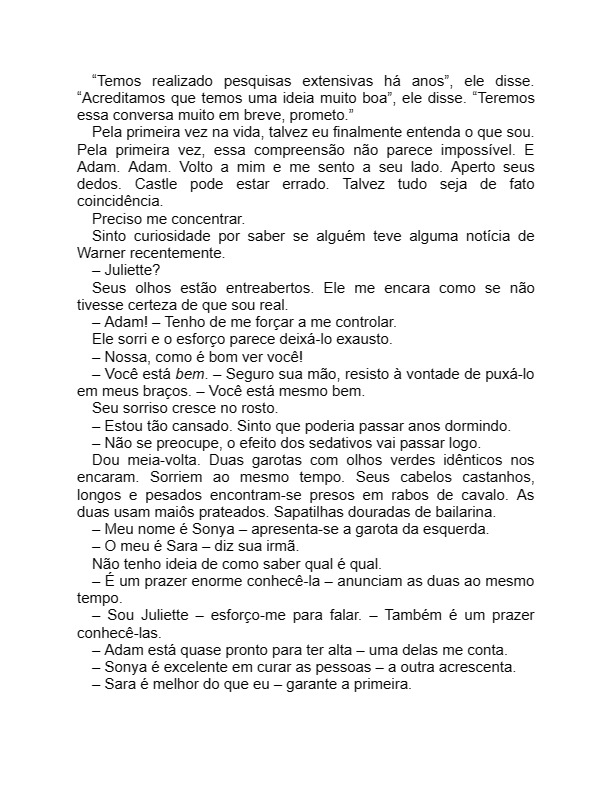 “Temos realizado pesquisas extensivas há anos”, ele disse.
“Acreditamos que temos uma ideia muito boa”, ele disse. “Teremos
essa conversa muito em breve, prometo.”
Pela primeira vez na vida, talvez eu finalmente entenda o que sou.
Pela primeira vez, essa compreensão não parece impossível. E
Adam. Adam. Volto a mim e me sento a seu lado. Aperto seus
dedos. Castle pode estar errado. Talvez tudo seja de fato
coincidência.
Preciso me concentrar.
Sinto curiosidade por saber se alguém teve alguma notícia de
Warner recentemente.
– Juliette?
Seus olhos estão entreabertos. Ele me encara como se não
tivesse certeza de que sou real.
– Adam! – Tenho de me forçar a me controlar.
Ele sorri e o esforço parece deixá-lo exausto.
– Nossa, como é bom ver você!
– Você está bem. – Seguro sua mão, resisto à vontade de puxá-lo
em meus braços. – Você está mesmo bem.
Seu sorriso cresce no rosto.
– Estou tão cansado. Sinto que poderia passar anos dormindo.
– Não se preocupe, o efeito dos sedativos vai passar logo.
Dou meia-volta. Duas garotas com olhos verdes idênticos nos
encaram. Sorriem ao mesmo tempo. Seus cabelos castanhos,
longos e pesados encontram-se presos em rabos de cavalo. As
duas usam maiôs prateados. Sapatilhas douradas de bailarina.
– Meu nome é Sonya – apresenta-se a garota da esquerda.
– O meu é Sara – diz sua irmã.
Não tenho ideia de como saber qual é qual.
– É um prazer enorme conhecê-la – anunciam as duas ao mesmo
tempo.
– Sou Juliette – esforço-me para falar. – Também é um prazer
conhecê-las.
– Adam está quase pronto para ter alta – uma delas me conta.
– Sonya é excelente em curar as pessoas – a outra acrescenta.
– Sara é melhor do que eu – garante a primeira.